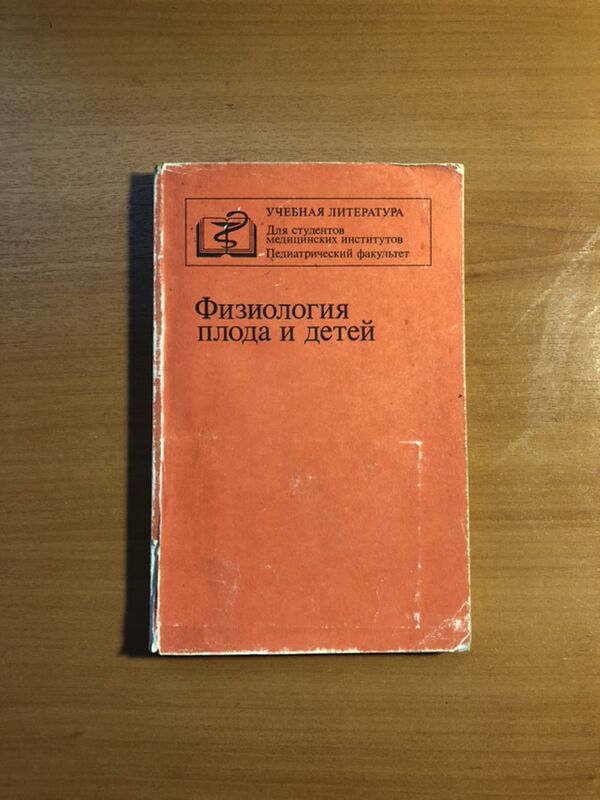 УЧЕБНАЯ ЛИТЕРАТУРА
Для студентов
медицинских институтов
Педиатрический факультет
Физиология
плода и детей